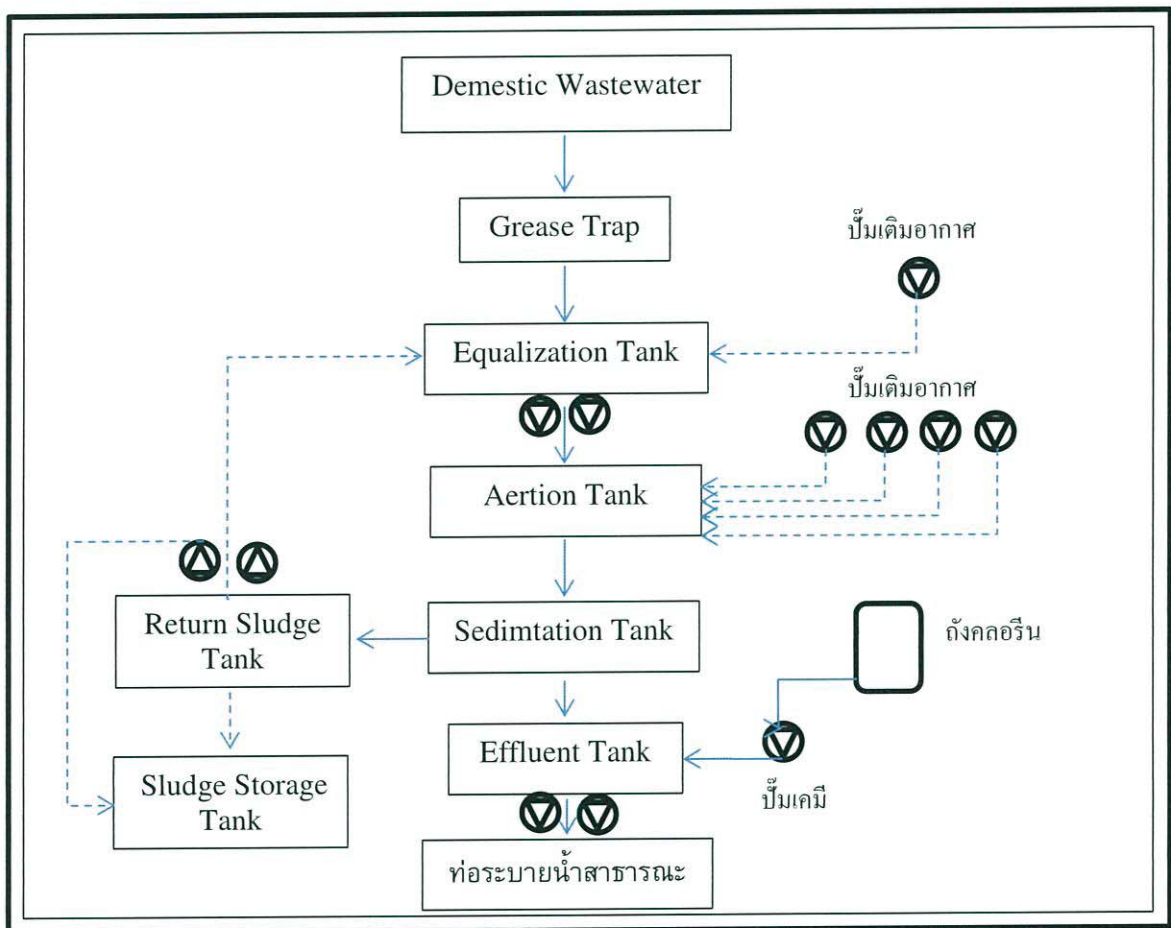 Demestic Wastewater
Grease Trap
ปั๊มเติมอากาศ
Equalization Tank
ปั๊มเติมอากาศ
Aertion Tank
Return Sludge
Tank
Sedimtation Tank
ถังคลอรีน
Effluent Tank
Sludge Storage
Tank
ปั๊มเคมี
ท่อระบายน้ำสาธารณะ